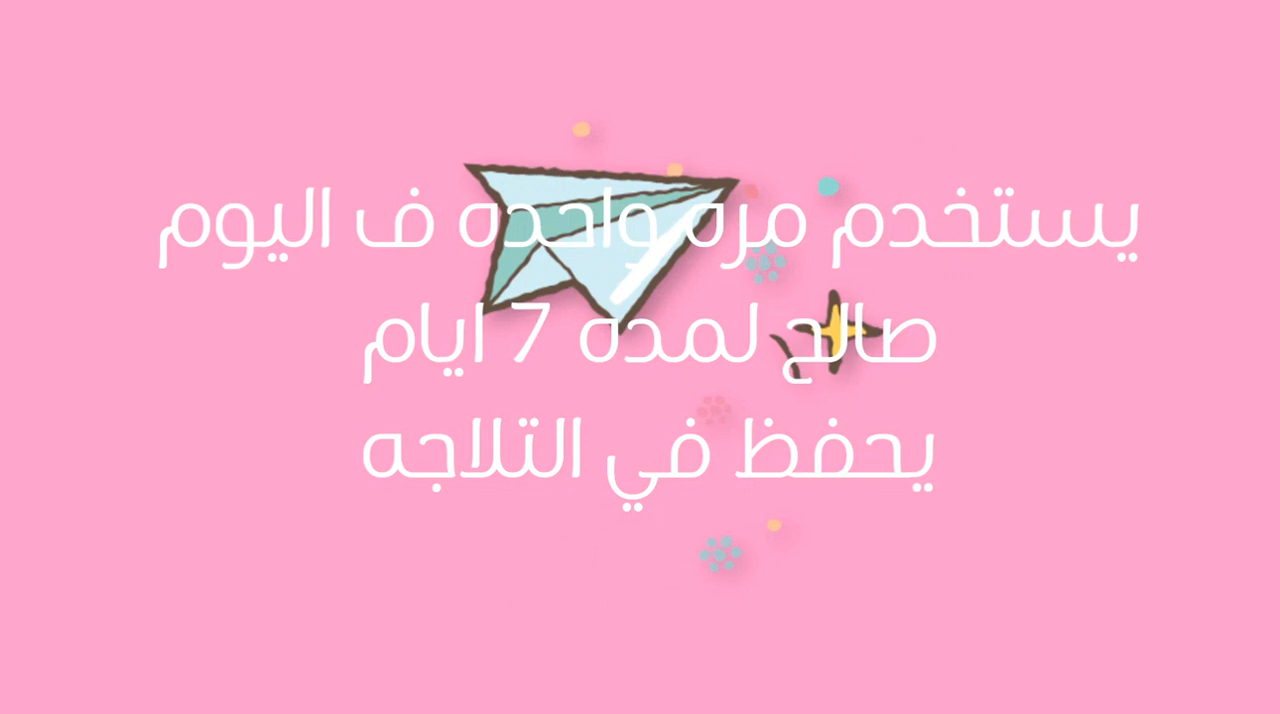 يستخدم مره واحده ف اليوم
صالح لمده 7 ايام
يحفظ في التلاجه